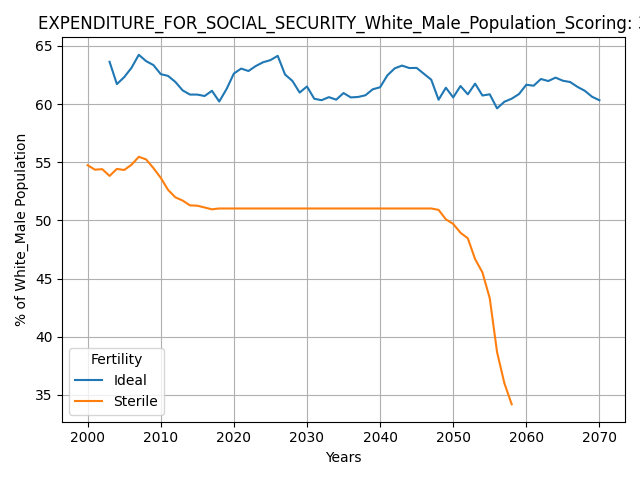 EXPENDITURE_FOR_SOCIAL_SECURITY_White_Male_Population_Scoring:
% of White_Male Population
65
60
55
50
45
40
35
Fertility
Ideal
Sterile
2000 2010 2020 2030 2040 2050 2060 2070
Years